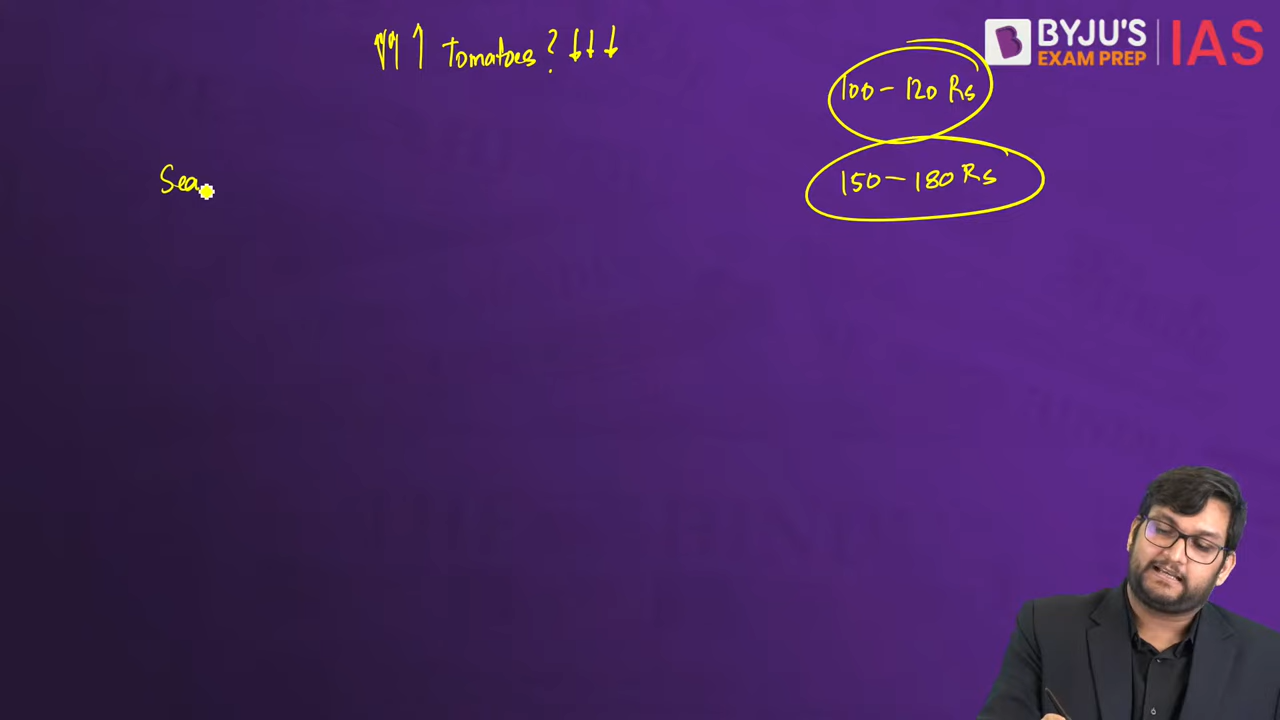 ↑↑↑ Tomatoes? ↓↓↓
BYJU'S
EXAM PREP
IAS
100 – 120 Rs
150 – 180 Rs
Sea